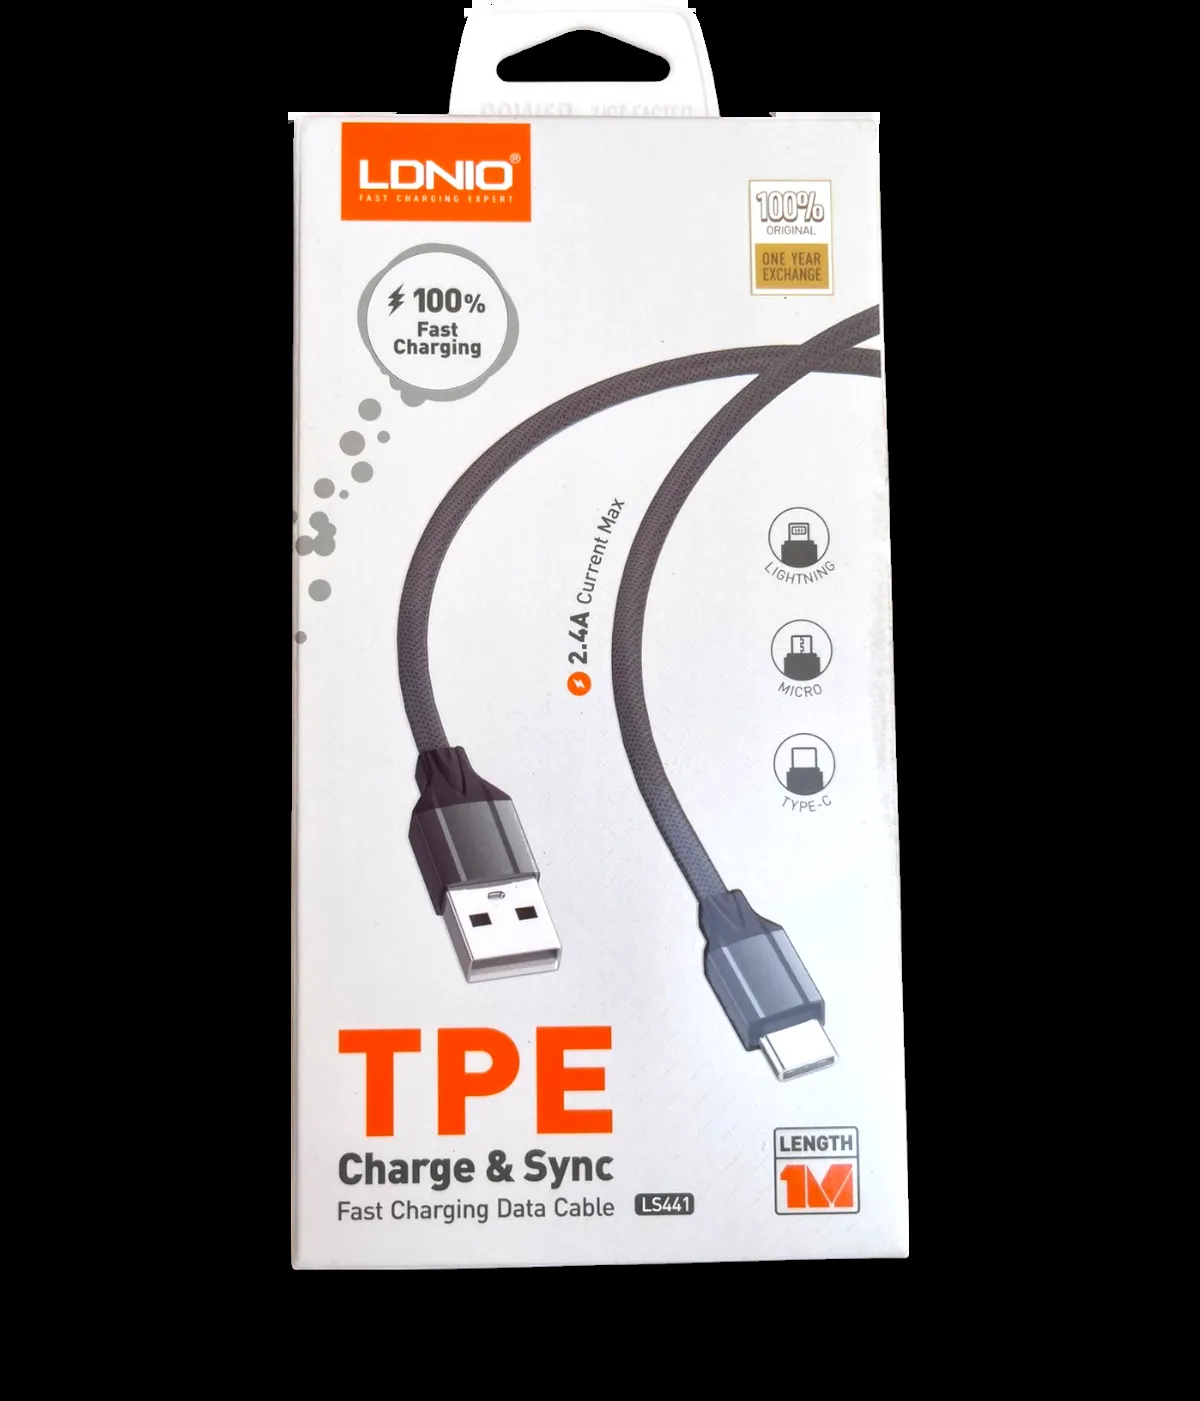 LDNIO®
FAST CHARGING EXPERT
100%
ORIGINAL
ONE YEAR
EXCHANGE
100%
Fast
Charging
2.4A Current Max
LIGHTNING
MICRO
TYPE-C
TPE
Charge & Sync
Fast Charging Data Cable LS441
LENGTH
1M